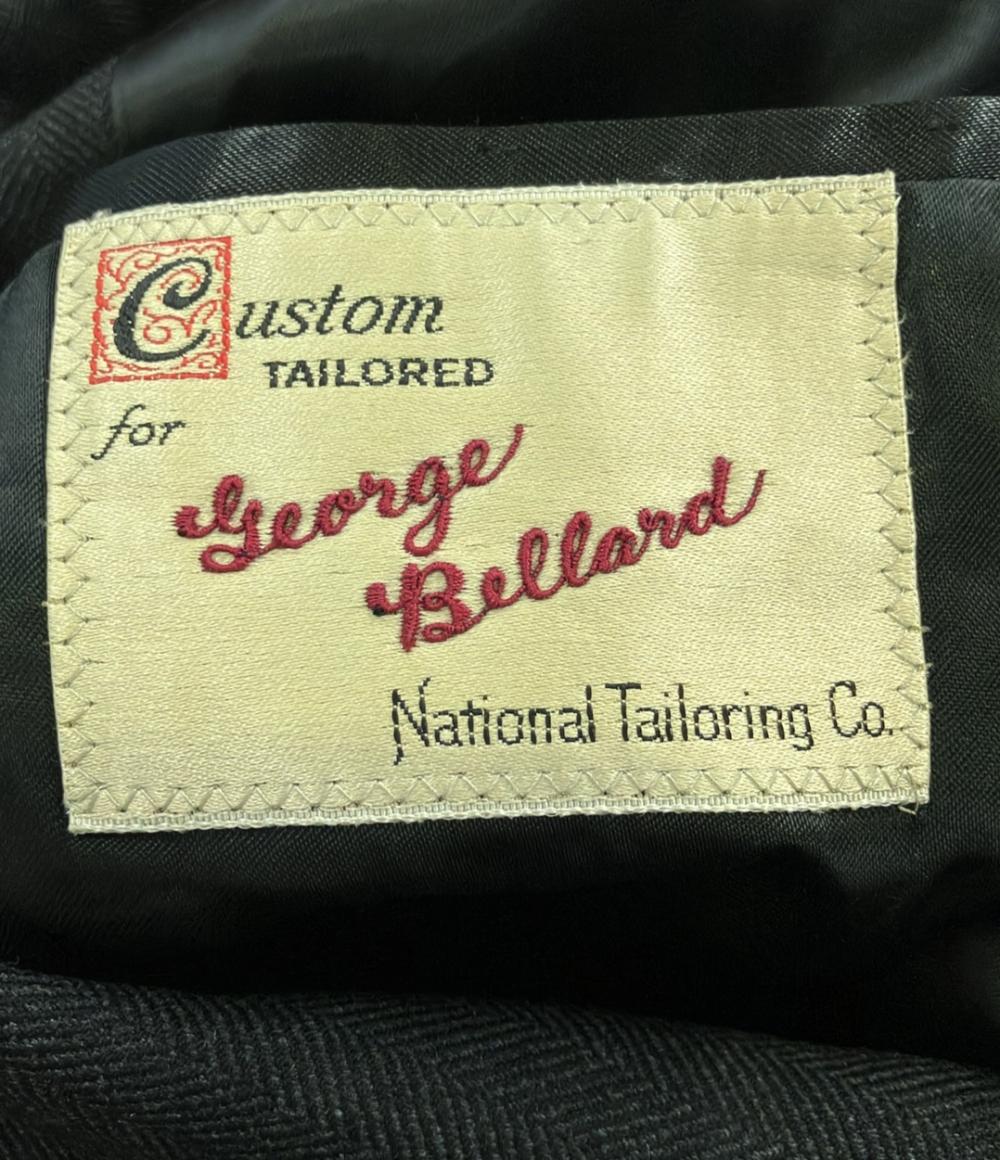 Custom
TAILORED
for
George
Bellard
National Tailoring Co.